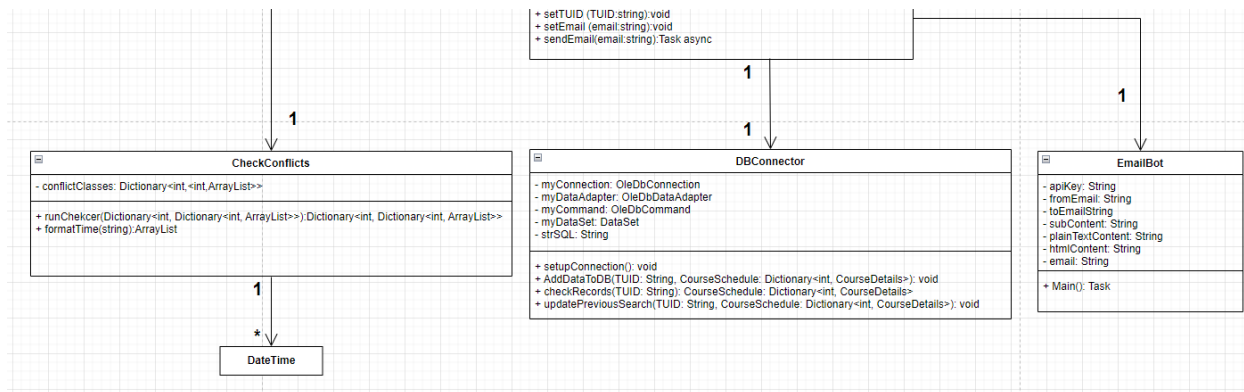 + setTUID (TUID:string):void
+ setEmail (email:string):void
+ sendEmail(email:string):Task async
1
1
1
1
CheckConflicts
- conflictClasses: Dictionary<int,<int,ArrayList>>
+ runChekcer(Dictionary<int, Dictionary<int, ArrayList>>):Dictionary<int, Dictionary<int, ArrayList>>
+ formatTime(string):ArrayList
DBConnector
- myConnection: OleDbConnection
- myDataAdapter: OleDbDataAdapter
- myCommand: OleDbCommand
- myDataSet: DataSet
- strSQL: String
+ setupConnection(): void
+ AddDataToDB(TUID: String, CourseSchedule: Dictionary<int, CourseDetails>): void
+ checkRecords(TUID: String): CourseSchedule: Dictionary<int, CourseDetails>
+ updatePreviousSearch(TUID: String, CourseSchedule: Dictionary<int, CourseDetails>): void
EmailBot
- apiKey: String
- fromEmail: String
- toEmailString
- subContent: String
- plainTextContent: String
- htmlContent: String
- email: String
+ Main(): Task
1
*
DateTime